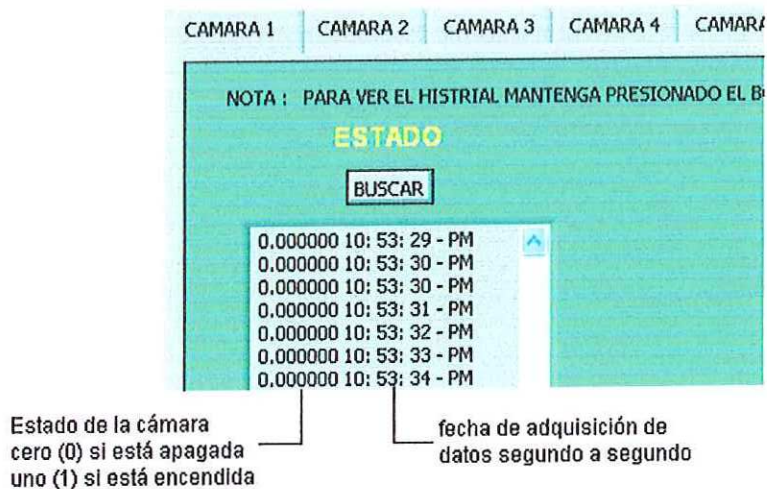 CAMARA 1 CAMARA 2 CAMARA 3 CAMARA 4 CAMARA
NOTA : PARA VER EL HISTRIAL MANTENGA PRESIONADO EL B
ESTADO
BUSCAR
0.000000 10: 53: 29 - PM
0.000000 10: 53: 30 - PM
0.000000 10: 53: 30 - PM
0.000000 10: 53: 31 - PM
0.000000 10: 53: 32 - PM
0.000000 10: 53: 33 - PM
0.000000 10: 53: 34 - PM
Estado de la cámara
cero (0) si está apagada
uno (1) si está encendida
fecha de adquisición de
datos segundo a segundo